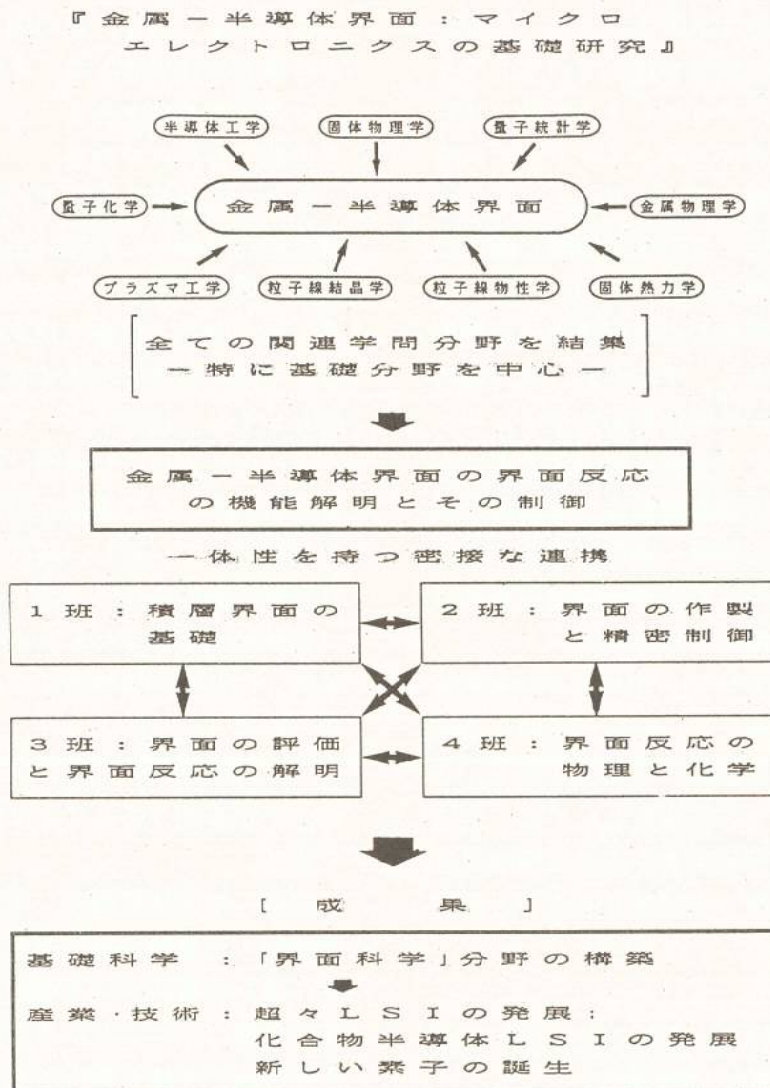 『金属－半導体界面：マイクロ
エレクトロニクスの基礎研究』
半導体工学 固体物理学 量子統計学
量子化学 金属－半導体界面 金属物理学
プラズマ工学 粒子線結晶学 粒子線物性学 固体熱力学
全ての関連学問分野を結集
－特に基礎分野を中心－
金属－半導体界面の界面反応
の機能解明とその制御
一体性を持つ密接な連携
1班：積層界面の
基礎
2班：界面の作製
と精密制御
3班：界面の評価
と界面反応の解明
4班：界面反応の
物理と化学
[成果]
基礎科学：「界面科学」分野の構築
産業・技術：超々LSIの発展：
化合物半導体LSIの発展
新しい素子の誕生